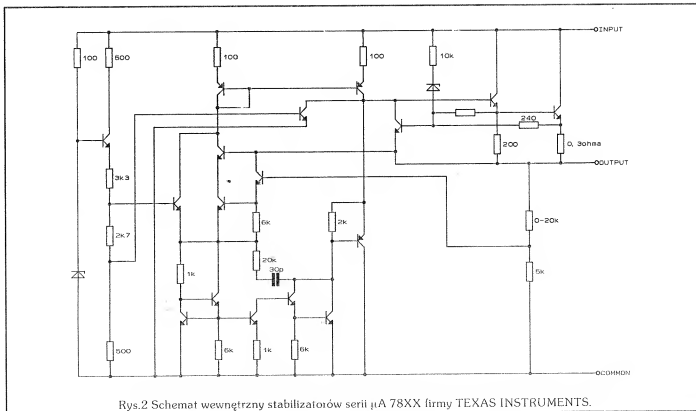 INPUT
100
500
100
100
10k
240
200
0,3ohma
OUTPUT
3k3
0-20k
2k7
6k
2k
20k
30p
5k
1k
500
6k
1k
6k
COMMON
Rys.2 Schemat wewnętrzny stabilizatorów serii µA 78XX firmy TEXAS INSTRUMENTS.